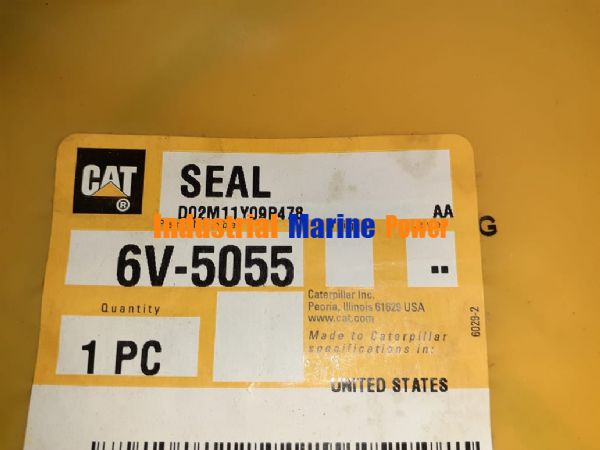 CAT
®
SEAL
D02M11Y09P478 AA
Industrial Marine Power
G
6V-5055 ..
Caterpillar Inc.
Peoria, Illinois 61629 USA
www.cat.com
Quantity
Made to Caterpillar
specifications in:
1 PC
UNITED STATES
6029-2